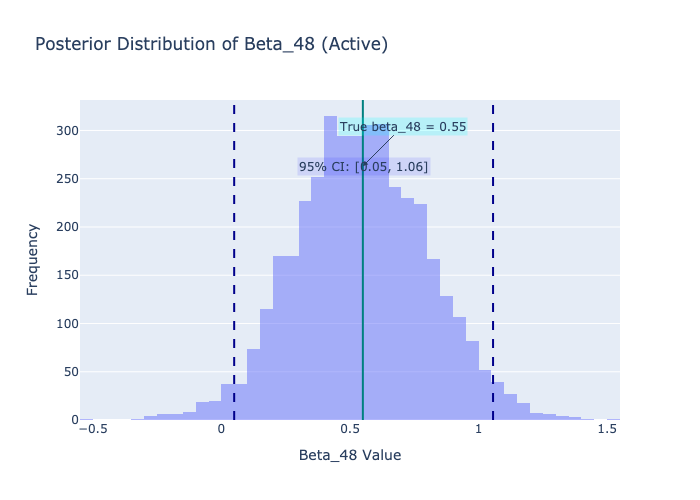 Posterior Distribution of Beta_48 (Active)
True beta_48 = 0.55
95% CI: [0.05, 1.06]
Frequency
300
250
200
150
100
50
0
−0.5
0
0.5
1
1.5
Beta_48 Value